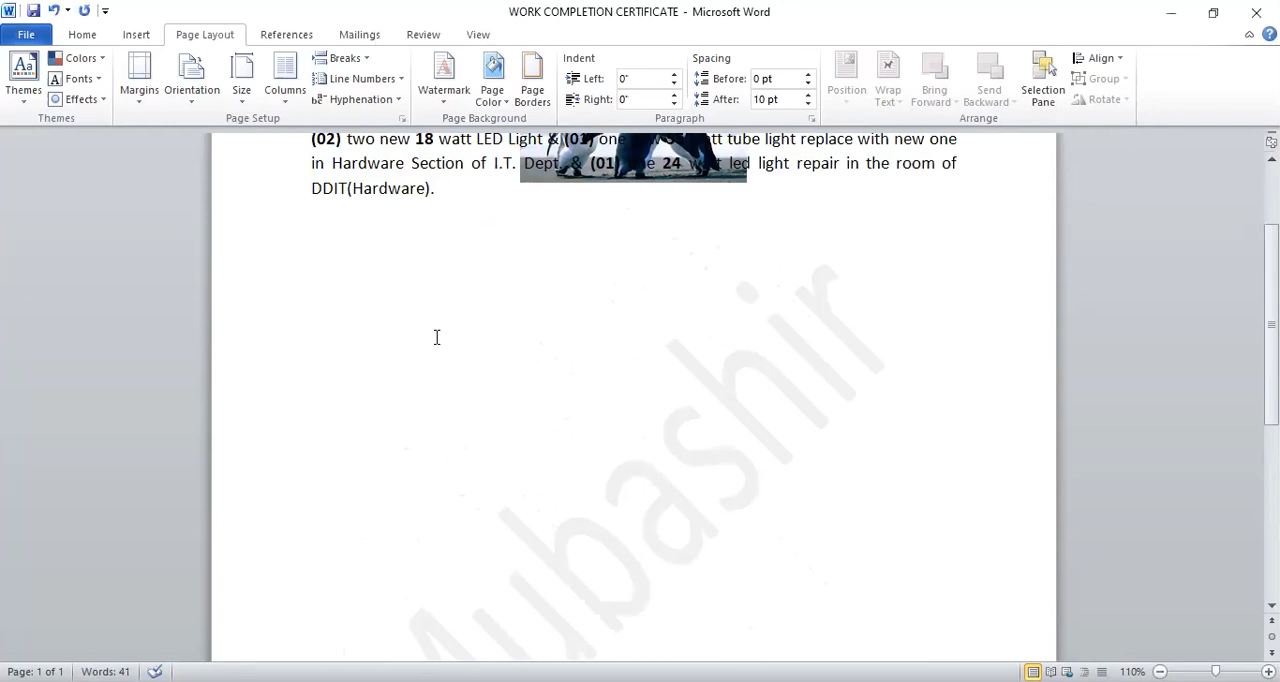 WORK COMPLETION CERTIFICATE - Microsoft Word
File Home Insert Page Layout References Mailings Review View
Themes
Colors
Fonts
Effects
Themes
Margins
Orientation
Size
Columns
Breaks
Line Numbers
Hyphenation
Page Setup
Watermark
Page Color
Page Borders
Page Background
Indent
Left: 0"
Right: 0"
Spacing
Before: 0 pt
After: 10 pt
Paragraph
Position
Wrap Text
Bring Forward
Send Backward
Selection Pane
Align
Group
Rotate
Arrange
(02) two new 18 watt LED Light & (01) one tube light replace with new one
in Hardware Section of I.T. Dept & (01) 24 led light repair in the room of
DDIT(Hardware).
Mubashir
Page: 1 of 1 Words: 41 110%